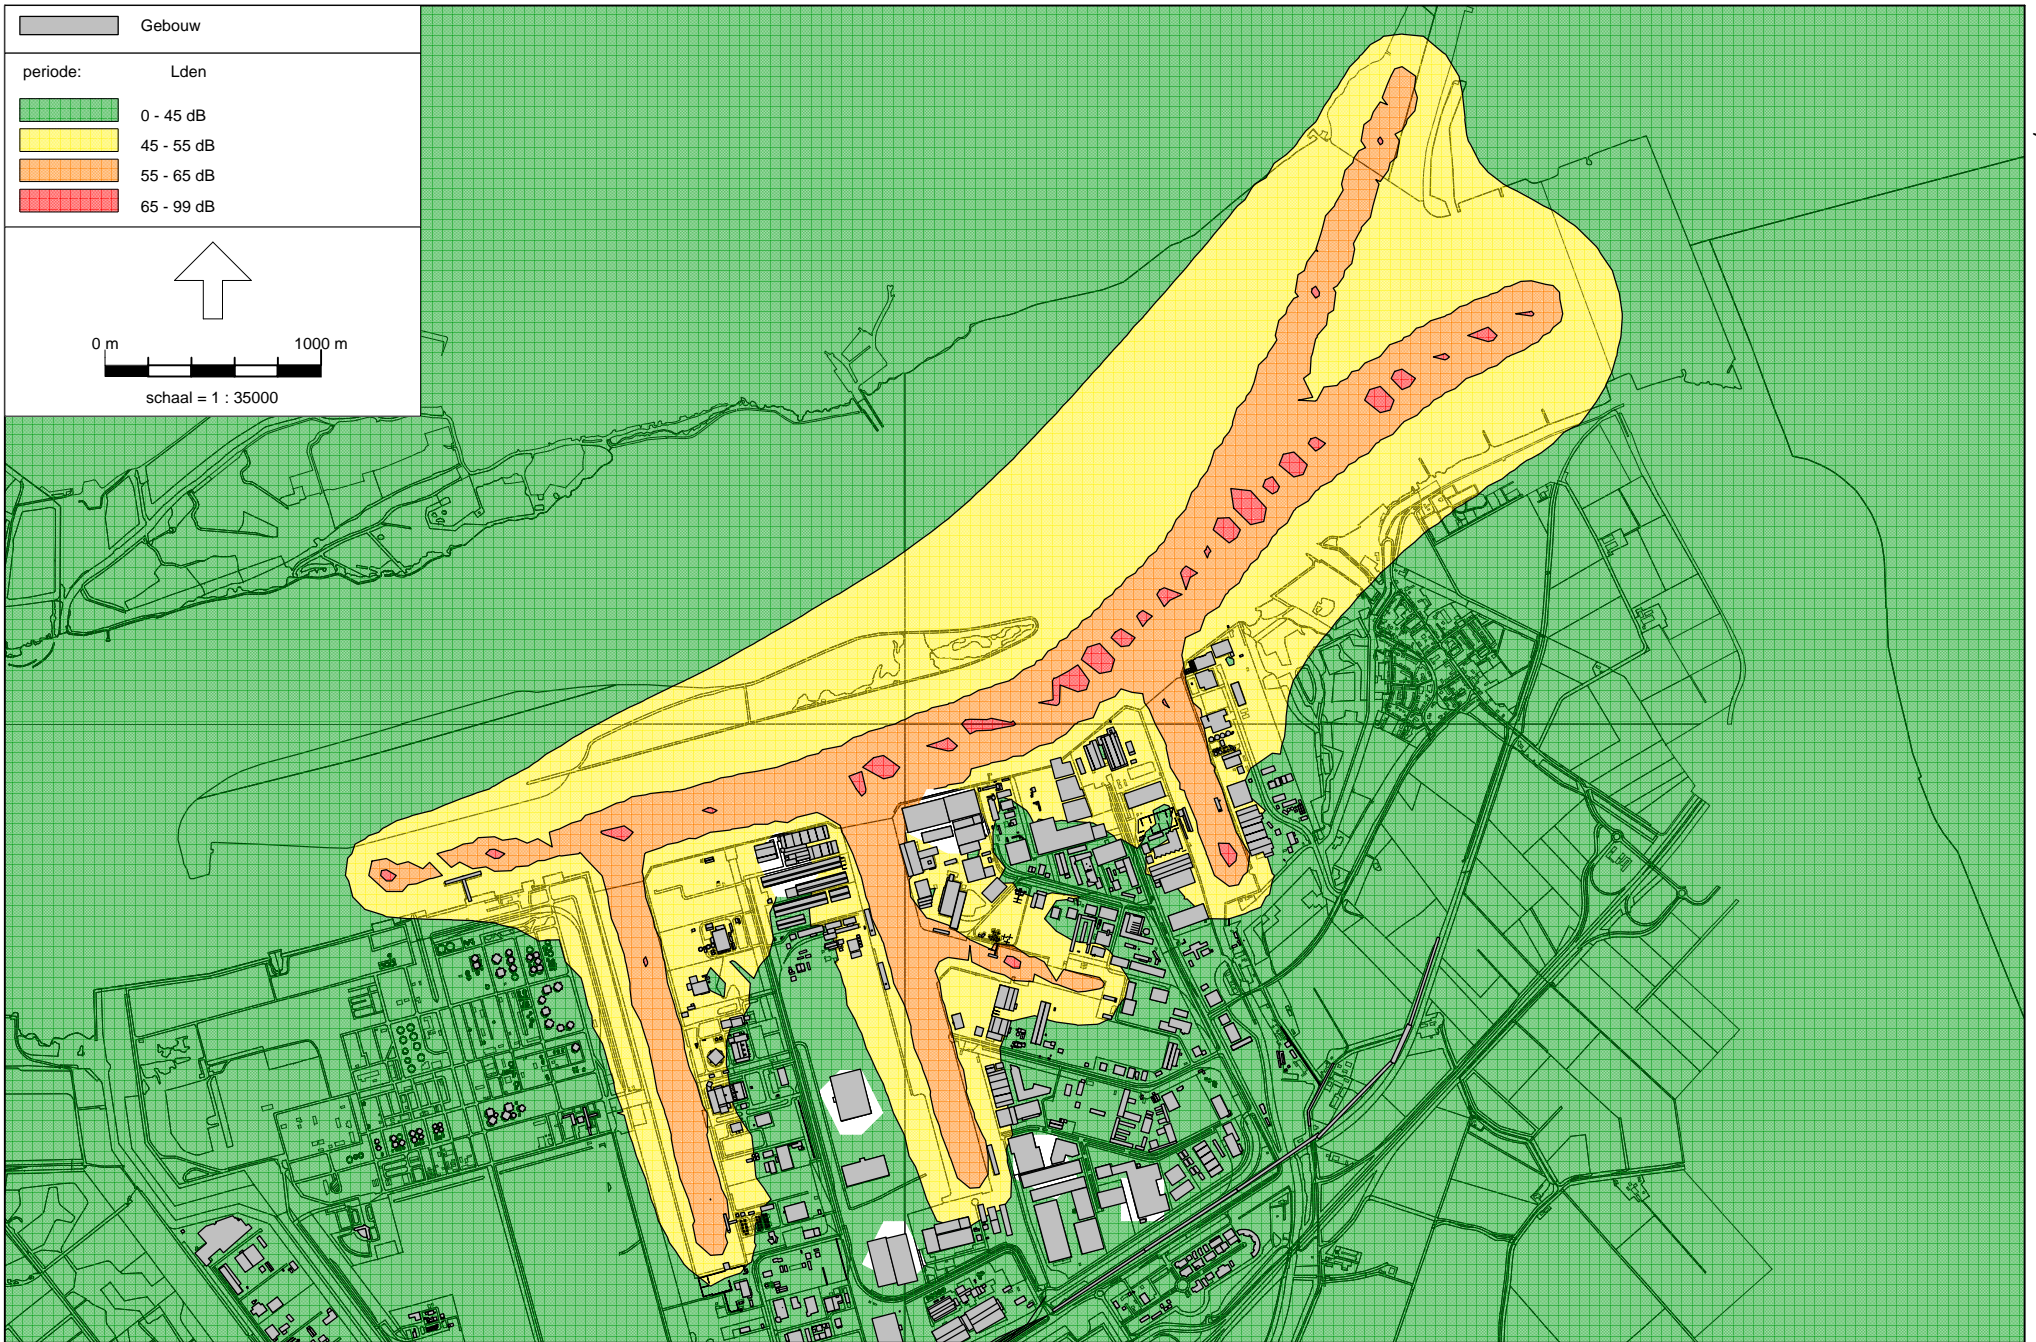 Gebouw
periode: Lden
0 - 45 dB
45 - 55 dB
55 - 65 dB
65 - 99 dB
0 m 1000 m
schaal = 1 : 35000